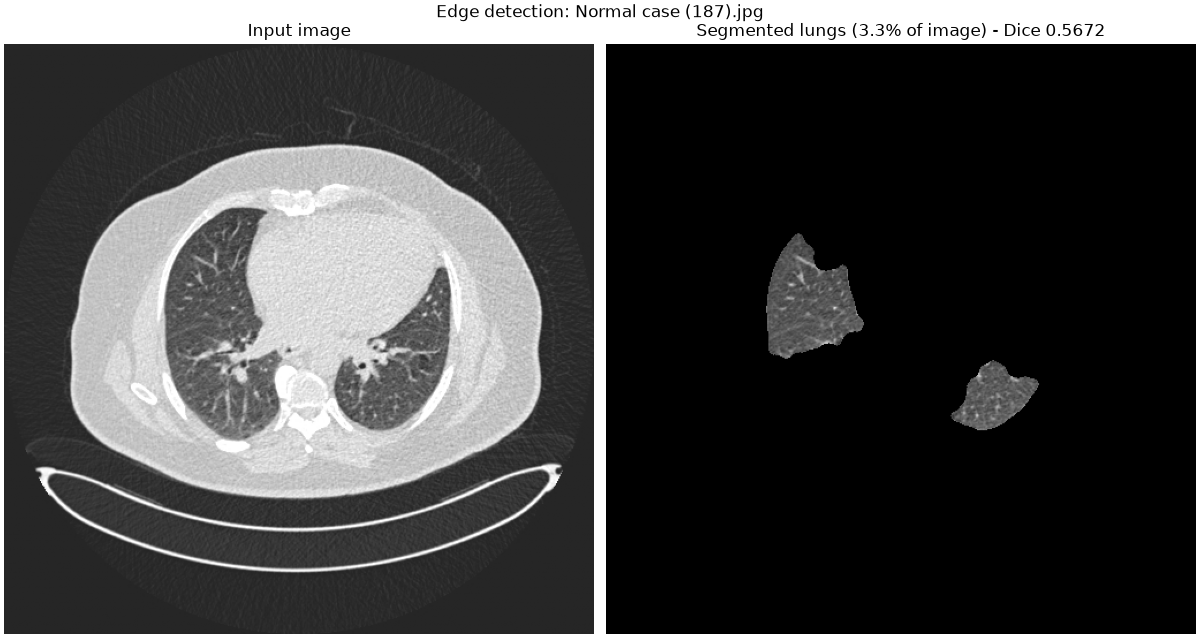 Edge detection: Normal case (187).jpg
Input image
Segmented lungs (3.3% of image) - Dice 0.5672